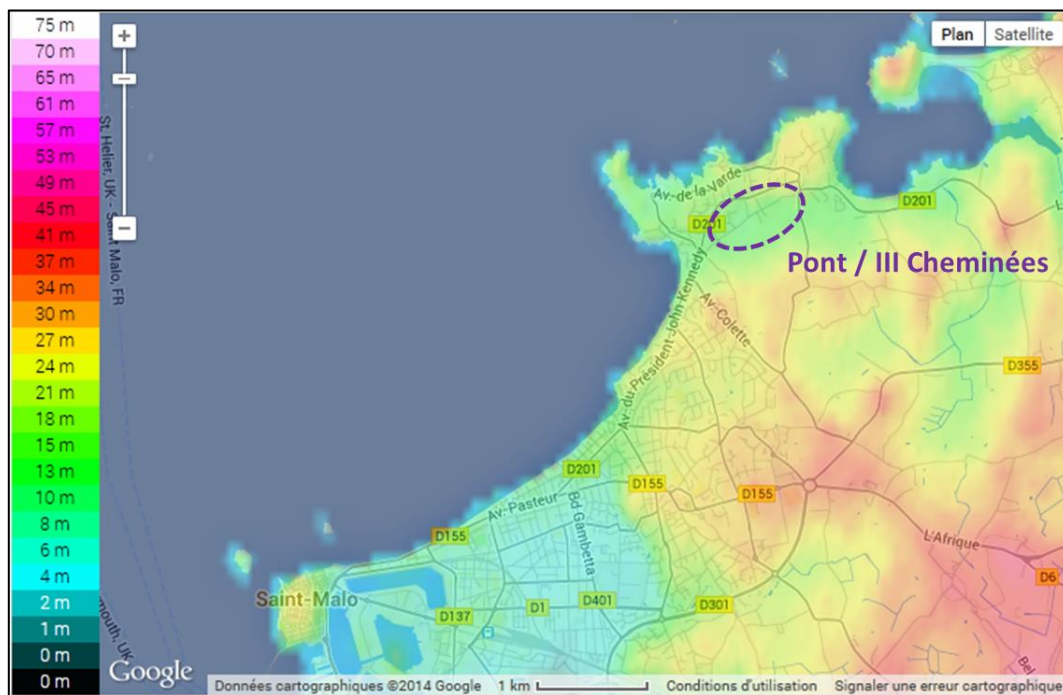 75 m
70 m
65 m
61 m
57 m
53 m
49 m
45 m
41 m
37 m
34 m
30 m
27 m
24 m
21 m
18 m
15 m
13 m
10 m
8 m
6 m
4 m
2 m
1 m
0 m
0 m
Plan Satellite
St. Helier, UK - Saint Malo, FR
Av.-de la Varde
D201
D201
Pont / III Cheminées
Av.-du Président-John Kennedy
Av.-Colette
D355
D201
D155
D155
Av.-Pasteur
Bd Gambetta
D155
L'Afrique
D6
Saint-Malo
D137
D1
D401
D301
Google
Données cartographiques ©2014 Google
1 km
Conditions d'utilisation
Signaler une erreur cartographique